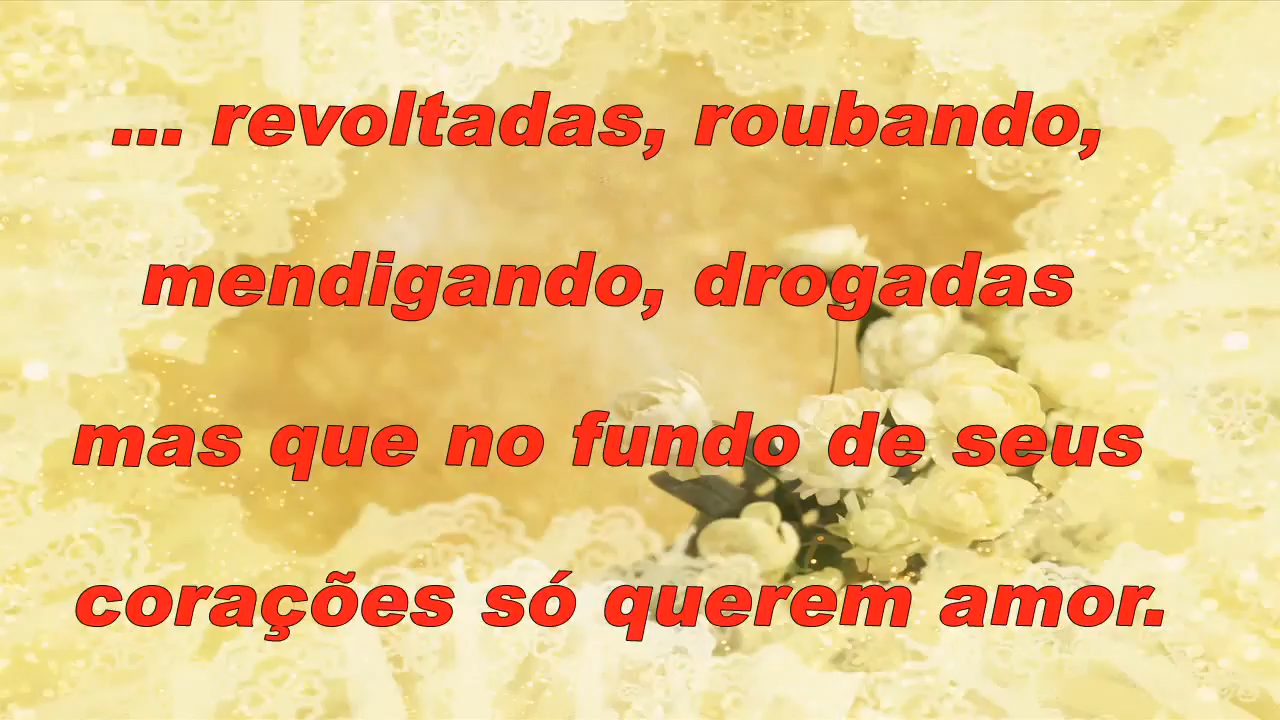 ... revoltadas, roubando,
mendigando, drogadas
mas que no fundo de seus
corações só querem amor.